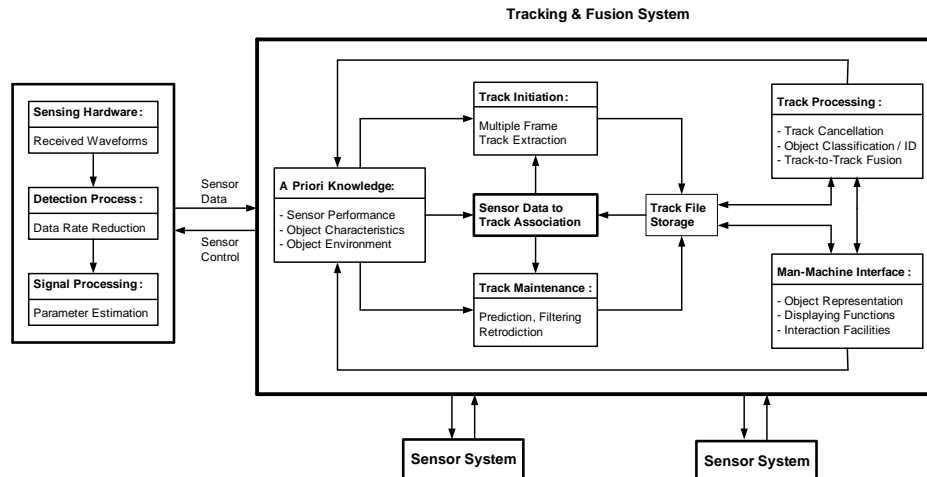 Tracking & Fusion System
Sensing Hardware:
Received Waveforms
Detection Process:
Data Rate Reduction
Signal Processing:
Parameter Estimation
Sensor
Data
Sensor
Control
A Priori Knowledge:
- Sensor Performance
- Object Characteristics
- Object Environment
Track Initiation:
Multiple Frame
Track Extraction
Sensor Data to
Track Association
Track Maintenance :
Prediction, Filtering
Retrodiction
Track File
Storage
Track Processing :
- Track Cancellation
- Object Classification / ID
- Track-to-Track Fusion
Man-Machine Interface :
- Object Representation
- Displaying Functions
- Interaction Facilities
Sensor System
Sensor System